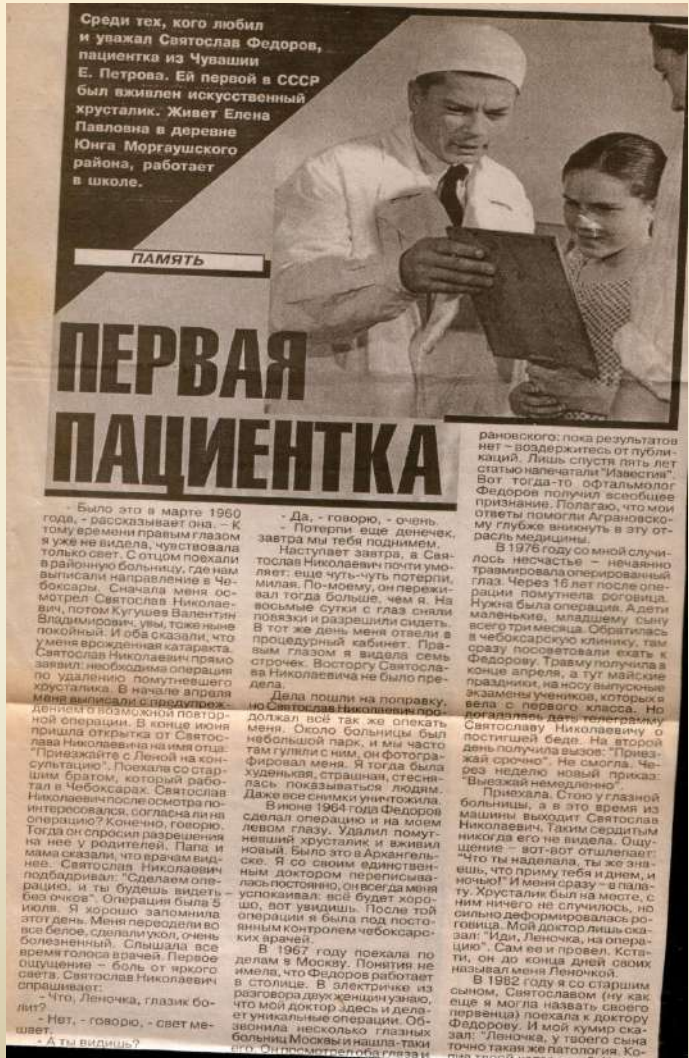 Среди тех, кого любил
и уважал Святослав Федоров,
пациентка из Чувашии
Е. Петрова. Ей первой в СССР
был вживлен искусственный
хрусталик. Живет Елена
Павловна в деревне
Юнга Моргаушского
района, работает
в школе.
ПАМЯТЬ
ПЕРВАЯ
ПАЦИЕНТКА
- Было это в марте 1960
года, - рассказывает она. – К
тому времени правым глазом
я уже не видела, чувствовала
только свет. С отцом поехали
в районную больницу, где нам
выписали направление в Че-
боксары. Сначала меня ос-
мотрел Святослав Николае-
вич, потом Кугушев Валентин
Владимирович, увы, тоже ныне
покойный. И оба сказали, что
у меня врожденная катаракта.
Святослав Николаевич прямо
заявил: необходима операция
по удалению помутневшего
хрусталика. В начале апреля
меня выписали с предупреж-
дением о возможной повтор-
ной операции. В конце июня
пришла открытка от Святос-
лава Николаевича на имя отца:
"Приезжайте с Леной на кон-
сультацию". Поехала со стар-
шим братом, который рабо-
тал в Чебоксарах. Святослав
Николаевич после осмотра по-
интересовался, согласна ли на
операцию? Конечно, говорю.
Тогда он спросил разрешения
на нее у родителей. Папа и
мама сказали, что врачам вид-
нее. Святослав Николаевич
подбадривал: "Сделаем опе-
рацию, и ты будешь видеть –
без очков". Операция была 5
июля. Я хорошо запомнила
этот день. Меня переодели во
все белое, сделали укол, очень
болезненный. Слышала все
время голоса врачей. Первое
ощущение – боль от яркого
света. Святослав Николаевич
спрашивает:
- Что, Леночка, глазик бо-
лит?
- Нет, - говорю, - свет ме-
шает.
- А ты видишь?
- Да, - говорю, - очень.
- Потерпи еще денечек,
завтра мы тебя поднимем.
Наступает завтра, а Свя-
тослав Николаевич почти умо-
ляет: еще чуть-чуть потерпи,
милая. По-моему, он пережи-
вал тогда больше, чем я. На
восьмые сутки с глаз сняли
повязки и разрешили сидеть.
В тот же день меня отвели в
процедурный кабинет. Пра-
вым глазом я видела семь
строчек. Восторгу Святосла-
ва Николаевича не было пре-
дела.
Дела пошли на поправку,
но Святослав Николаевич про-
должал всё так же опекать
меня. Около больницы был
небольшой парк, и мы часто
там гуляли с ним, он фотогра-
фировал меня. Я тогда была
худенькая, страшная, стесня-
лась показываться людям.
Даже все снимки уничтожила.
В июне 1964 года Федоров
сделал операцию и на моем
левом глазу. Удалил помут-
невший хрусталик и вживил
новый. Было это в Архангель-
ске. Я со своим единствен-
ным доктором переписыва-
лась постоянно, он всегда меня
успокаивал: всё будет хоро-
шо, вот увидишь. После той
операции я была под посто-
янным контролем чебоксарс-
ких врачей.
В 1967 году поехала по
делам в Москву. Понятия не
имела, что Федоров работает
в столице. В электричке из
разговора двух женщин узнаю,
что мой доктор здесь и дела-
ет уникальные операции. Об-
звонила несколько глазных
больниц Москвы и нашла-таки
его. Он посмотрел оба глаза и
рановского: пока результатов
нет – воздержитесь от публи-
каций. Лишь спустя пять лет
статью напечатали "Известия".
Вот тогда-то офтальмолог
Федоров получил всеобщее
признание. Полагаю, что мои
ответы помогли Аграновско-
му глубже вникнуть в эту от-
расль медицины.
В 1976 году со мной случи-
лось несчастье – нечаянно
травмировала оперированный
глаз. Через 16 лет после опе-
рации помутнела роговица.
Нужна была операция. А дети
маленькие, младшему сыну
всего три месяца. Обратилась
в чебоксарскую клинику, там
сразу посоветовали ехать к
Федорову. Травму получила в
конце апреля, а тут майские
праздники, на носу выпускные
экзамены учеников, которых я
вела с первого класса. Но
догадалась дать телеграмму
Святославу Николаевичу о
постигшей беде. На второй
день получила вызов: "Приез-
жай срочно". Не смогла. Че-
рез неделю новый приказ:
"Выезжай немедленно".
Приехала. Стою у глазной
больницы, а в это время из
машины выходит Святослав
Николаевич. Таким сердитым
никогда его не видела. Ощу-
щение – вот-вот отшлепает:
"Что ты наделала, ты же зна-
ешь, что приму тебя и днем, и
ночью!" И меня сразу – в пала-
ту. Хрусталик был на месте, с
ним ничего не случилось, но
сильно деформировалась ро-
говица. Мой доктор лишь ска-
зал: "Иди, Леночка, на опера-
цию". Сам ее и провел. Кста-
ти, он до конца дней своих
называл меня Леночкой.
В 1982 году я со старшим
сыном, Святославом (ну как
еще я могла назвать своего
первенца) поехала к доктору
Федорову. И мой кумир ска-
зал: "Леночка, у твоего сына
точно такая же патология. Ко-